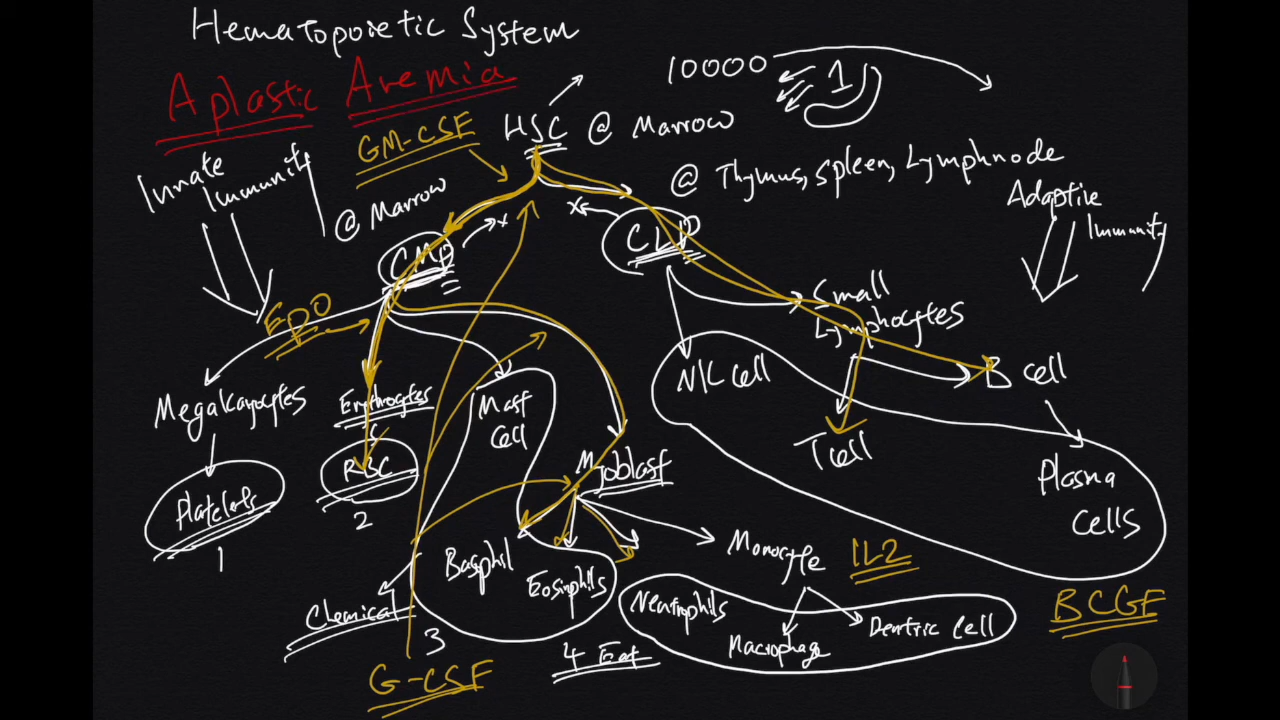 Hematopoietic System
Aplastic Anemia
10000
1
GM-CSF
HSC @ Marrow
@ Thymus, Spleen, Lymphnode
Innate
Immunity
@ Marrow
Adaptive
Immunity
CMP
CLP
EPO
Small
Lymphocytes
Megakaryocytes
Erythrocytes
Mast
Cell
N/L Cell
B cell
T cell
Platelets
1
RBC
2
Myoblast
Plasma
Cells
Basophil
Eosinophils
Monocyte
IL2
Chemical
3
4 Eat
Neutrophils
Macrophage
Dentric Cell
BCGF
G-CSF